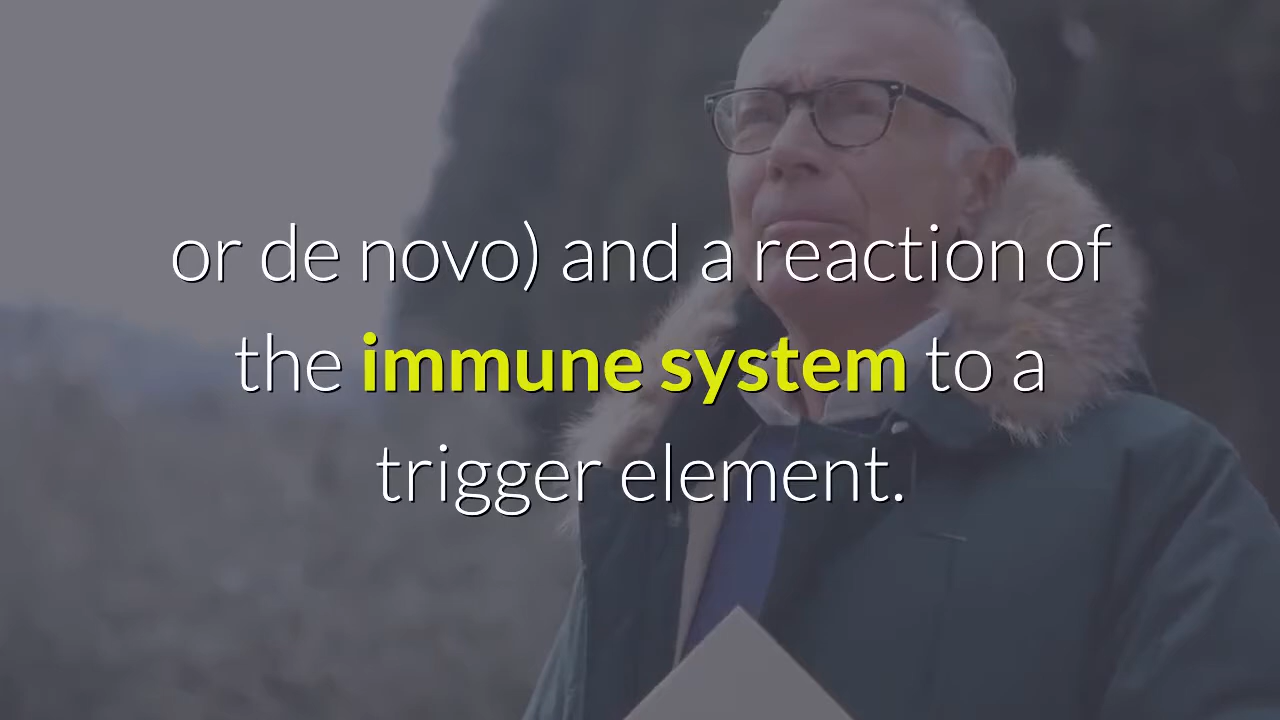 or de novo) and a reaction of
the immune system to a
trigger element.